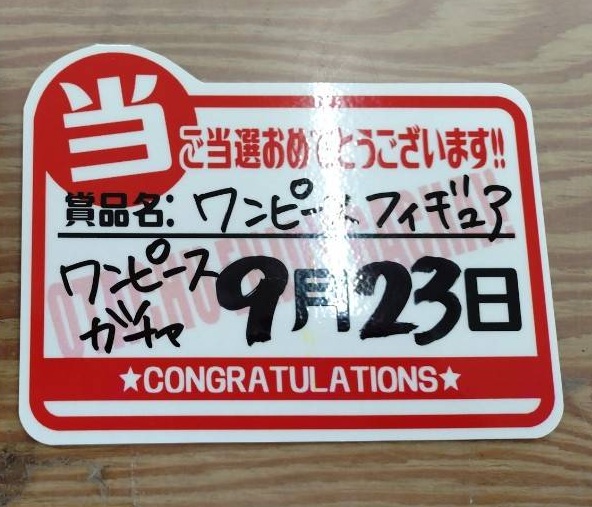 当
ご当選おめでとうございます!!
賞品名: ワンピースフィギュア
ワンピース
ガチャ
9月23日
★CONGRATULATIONS★